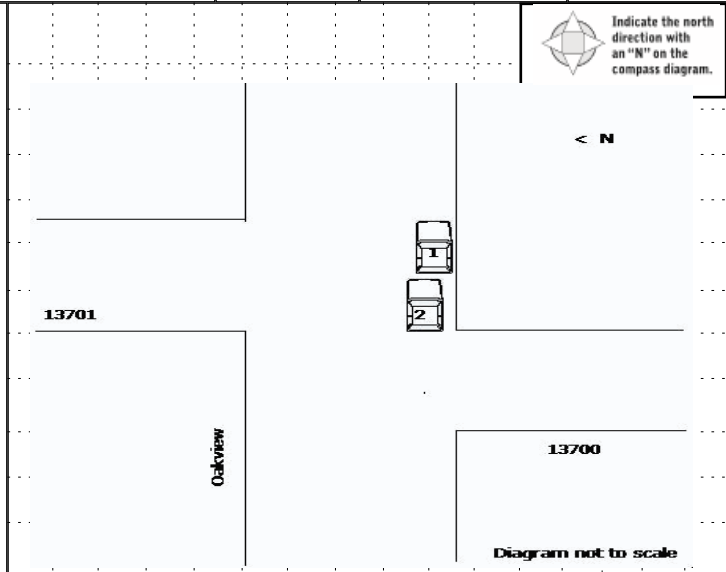 Indicate the north
direction with
an “N” on the
compass diagram.
< N
1
2
13701
Oakview
13700
Diagram not to scale